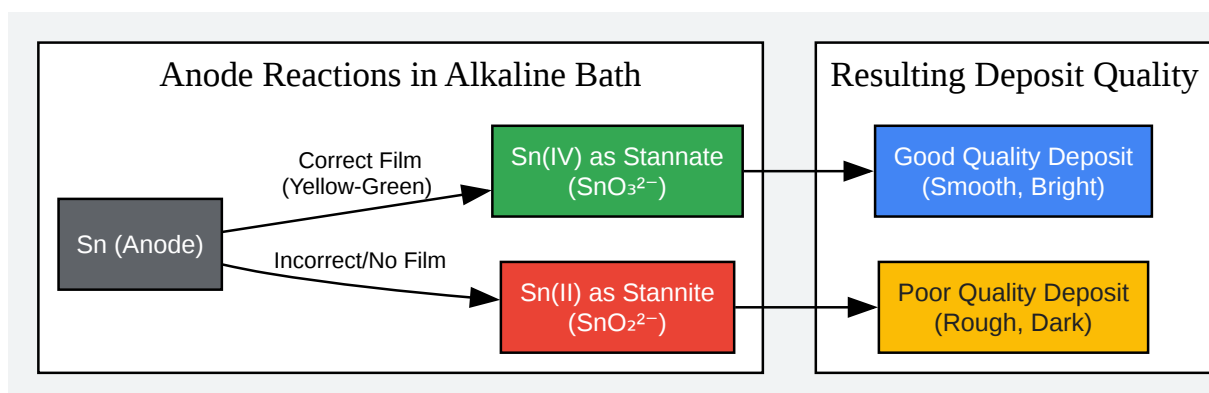 Anode Reactions in Alkaline Bath
Sn (Anode)
Correct Film
(Yellow-Green)
Incorrect/No Film
Sn(IV) as Stannate
(SnO₃²⁻)
Sn(II) as Stannite
(SnO₂²⁻)
Resulting Deposit Quality
Good Quality Deposit
(Smooth, Bright)
Poor Quality Deposit
(Rough, Dark)